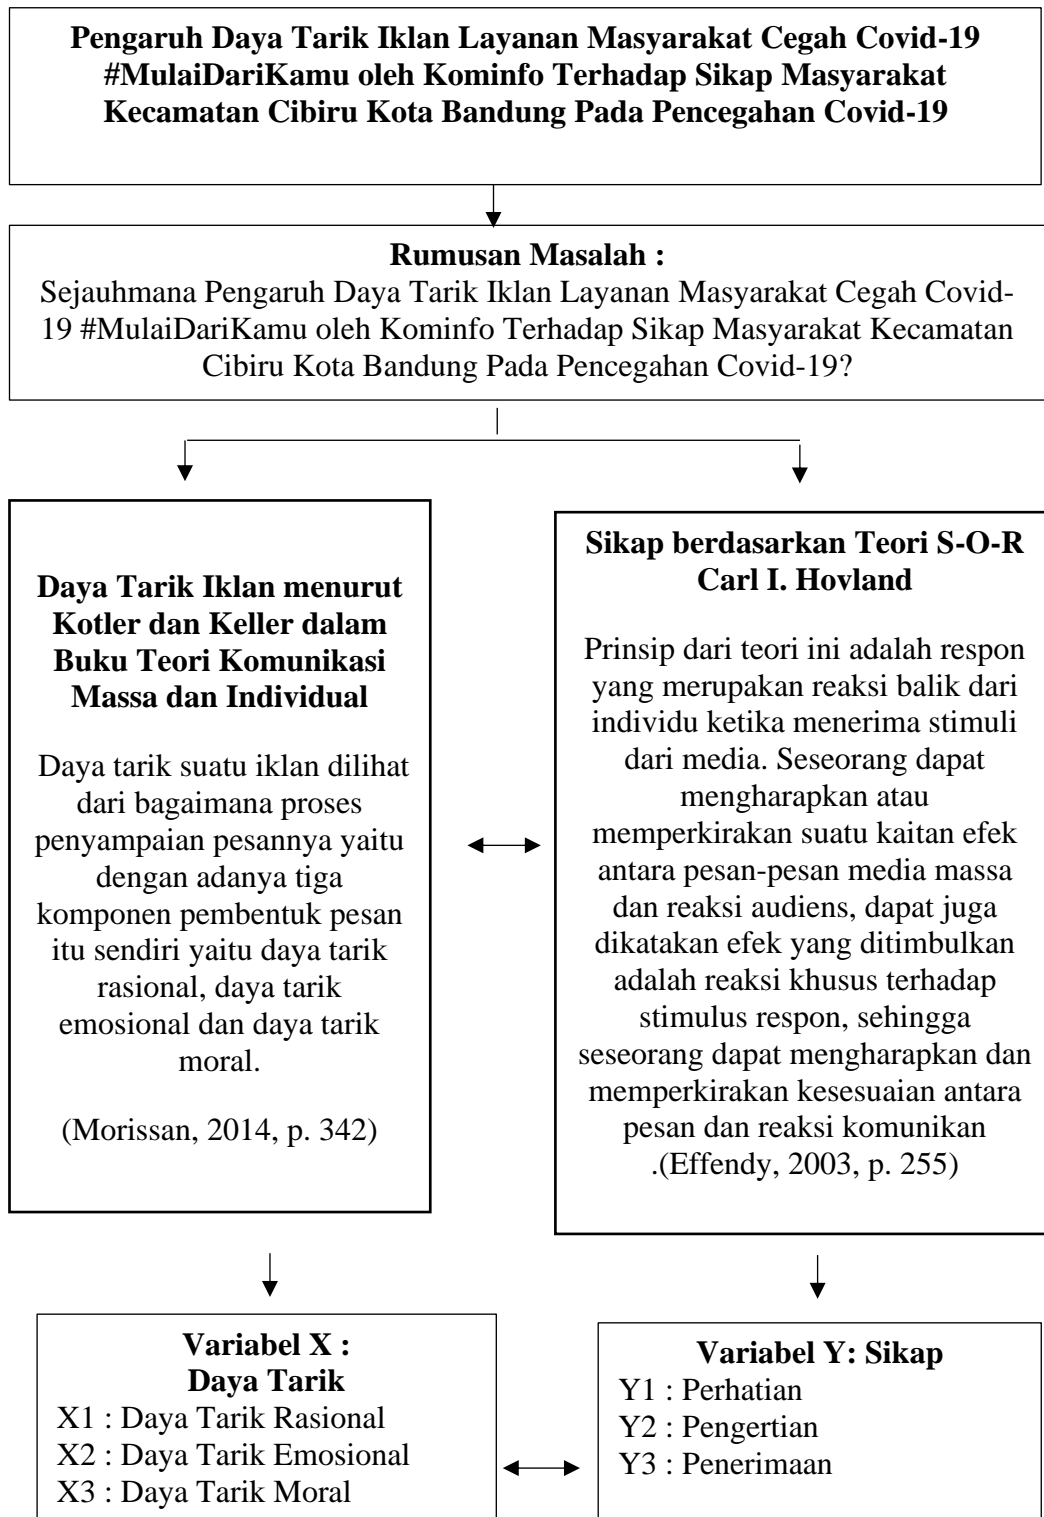 Pengaruh Daya Tarik Iklan Layanan Masyarakat Cegah Covid-19
#MulaiDariKamu oleh Kominfo Terhadap Sikap Masyarakat
Kecamatan Cibiru Kota Bandung Pada Pencegahan Covid-19
Rumusan Masalah :
Sejauhmana Pengaruh Daya Tarik Iklan Layanan Masyarakat Cegah Covid-
19 #MulaiDariKamu oleh Kominfo Terhadap Sikap Masyarakat Kecamatan
Cibiru Kota Bandung Pada Pencegahan Covid-19?
Daya Tarik Iklan menurut
Kotler dan Keller dalam
Buku Teori Komunikasi
Massa dan Individual
Daya tarik suatu iklan dilihat
dari bagaimana proses
penyampaian pesannya yaitu
dengan adanya tiga
komponen pembentuk pesan
itu sendiri yaitu daya tarik
rasional, daya tarik
emosional dan daya tarik
moral.
(Morissan, 2014, p. 342)
Sikap berdasarkan Teori S-O-R
Carl I. Hovland
Prinsip dari teori ini adalah respon
yang merupakan reaksi balik dari
individu ketika menerima stimuli
dari media. Seseorang dapat
mengharapkan atau
memperkirakan suatu kaitan efek
antara pesan-pesan media massa
dan reaksi audiens, dapat juga
dikatakan efek yang ditimbulkan
adalah reaksi khusus terhadap
stimulus respon, sehingga
seseorang dapat mengharapkan dan
memperkirakan kesesuaian antara
pesan dan reaksi komunikan
.(Effendy, 2003, p. 255)
Variabel X :
Daya Tarik
X1 : Daya Tarik Rasional
X2 : Daya Tarik Emosional
X3 : Daya Tarik Moral
Variabel Y: Sikap
Y1 : Perhatian
Y2 : Pengertian
Y3 : Penerimaan